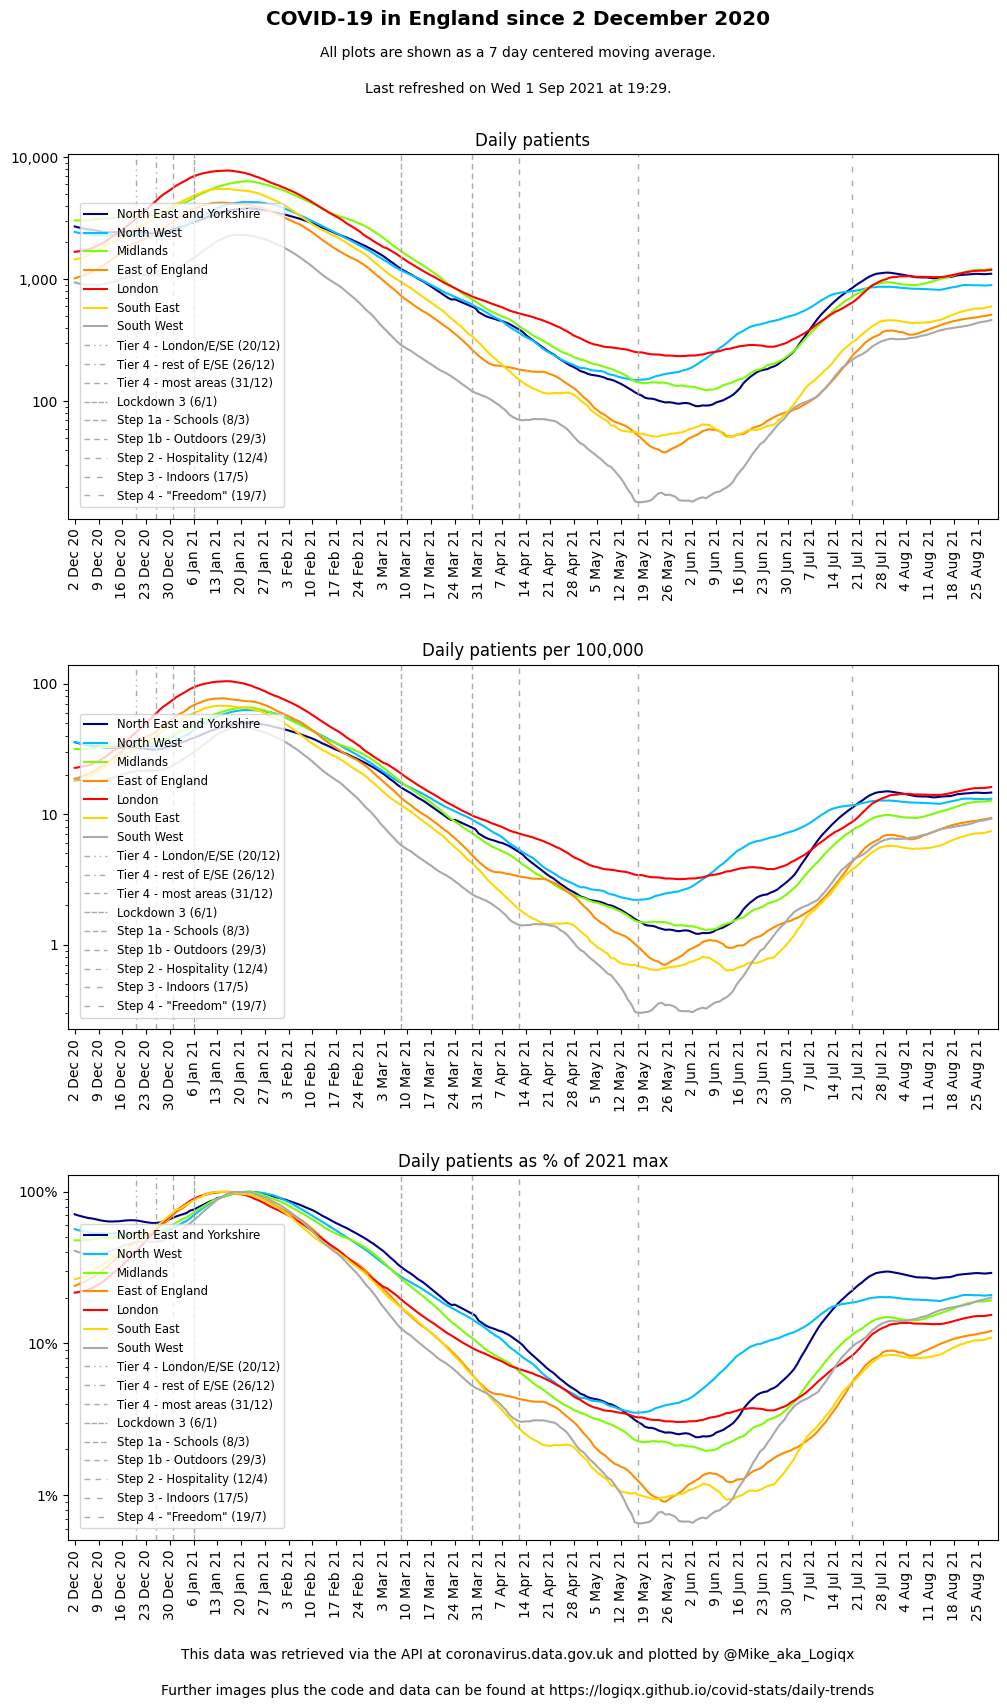 COVID-19 in England since 2 December 2020
All plots are shown as a 7 day centered moving average.
Last refreshed on Wed 1 Sep 2021 at 19:29.
Daily patients
10,000
1,000
100
North East and Yorkshire
North West
Midlands
East of England
London
South East
South West
Tier 4 - London/E/SE (20/12)
Tier 4 - rest of E/SE (26/12)
Tier 4 - most areas (31/12)
Lockdown 3 (6/1)
Step 1a - Schools (8/3)
Step 1b - Outdoors (29/3)
Step 2 - Hospitality (12/4)
Step 3 - Indoors (17/5)
Step 4 - "Freedom" (19/7)
2 Dec 20
9 Dec 20
16 Dec 20
23 Dec 20
30 Dec 20
6 Jan 21
13 Jan 21
20 Jan 21
27 Jan 21
3 Feb 21
10 Feb 21
17 Feb 21
24 Feb 21
3 Mar 21
10 Mar 21
17 Mar 21
24 Mar 21
31 Mar 21
7 Apr 21
14 Apr 21
21 Apr 21
28 Apr 21
5 May 21
12 May 21
19 May 21
26 May 21
2 Jun 21
9 Jun 21
16 Jun 21
23 Jun 21
30 Jun 21
7 Jul 21
14 Jul 21
21 Jul 21
28 Jul 21
4 Aug 21
11 Aug 21
18 Aug 21
25 Aug 21
Daily patients per 100,000
100
10
1
North East and Yorkshire
North West
Midlands
East of England
London
South East
South West
Tier 4 - London/E/SE (20/12)
Tier 4 - rest of E/SE (26/12)
Tier 4 - most areas (31/12)
Lockdown 3 (6/1)
Step 1a - Schools (8/3)
Step 1b - Outdoors (29/3)
Step 2 - Hospitality (12/4)
Step 3 - Indoors (17/5)
Step 4 - "Freedom" (19/7)
2 Dec 20
9 Dec 20
16 Dec 20
23 Dec 20
30 Dec 20
6 Jan 21
13 Jan 21
20 Jan 21
27 Jan 21
3 Feb 21
10 Feb 21
17 Feb 21
24 Feb 21
3 Mar 21
10 Mar 21
17 Mar 21
24 Mar 21
31 Mar 21
7 Apr 21
14 Apr 21
21 Apr 21
28 Apr 21
5 May 21
12 May 21
19 May 21
26 May 21
2 Jun 21
9 Jun 21
16 Jun 21
23 Jun 21
30 Jun 21
7 Jul 21
14 Jul 21
21 Jul 21
28 Jul 21
4 Aug 21
11 Aug 21
18 Aug 21
25 Aug 21
Daily patients as % of 2021 max
100%
10%
1%
North East and Yorkshire
North West
Midlands
East of England
London
South East
South West
Tier 4 - London/E/SE (20/12)
Tier 4 - rest of E/SE (26/12)
Tier 4 - most areas (31/12)
Lockdown 3 (6/1)
Step 1a - Schools (8/3)
Step 1b - Outdoors (29/3)
Step 2 - Hospitality (12/4)
Step 3 - Indoors (17/5)
Step 4 - "Freedom" (19/7)
2 Dec 20
9 Dec 20
16 Dec 20
23 Dec 20
30 Dec 20
6 Jan 21
13 Jan 21
20 Jan 21
27 Jan 21
3 Feb 21
10 Feb 21
17 Feb 21
24 Feb 21
3 Mar 21
10 Mar 21
17 Mar 21
24 Mar 21
31 Mar 21
7 Apr 21
14 Apr 21
21 Apr 21
28 Apr 21
5 May 21
12 May 21
19 May 21
26 May 21
2 Jun 21
9 Jun 21
16 Jun 21
23 Jun 21
30 Jun 21
7 Jul 21
14 Jul 21
21 Jul 21
28 Jul 21
4 Aug 21
11 Aug 21
18 Aug 21
25 Aug 21
This data was retrieved via the API at coronavirus.data.gov.uk and plotted by @Mike_aka_Logiqx
Further images plus the code and data can be found at https://logiqx.github.io/covid-stats/daily-trends